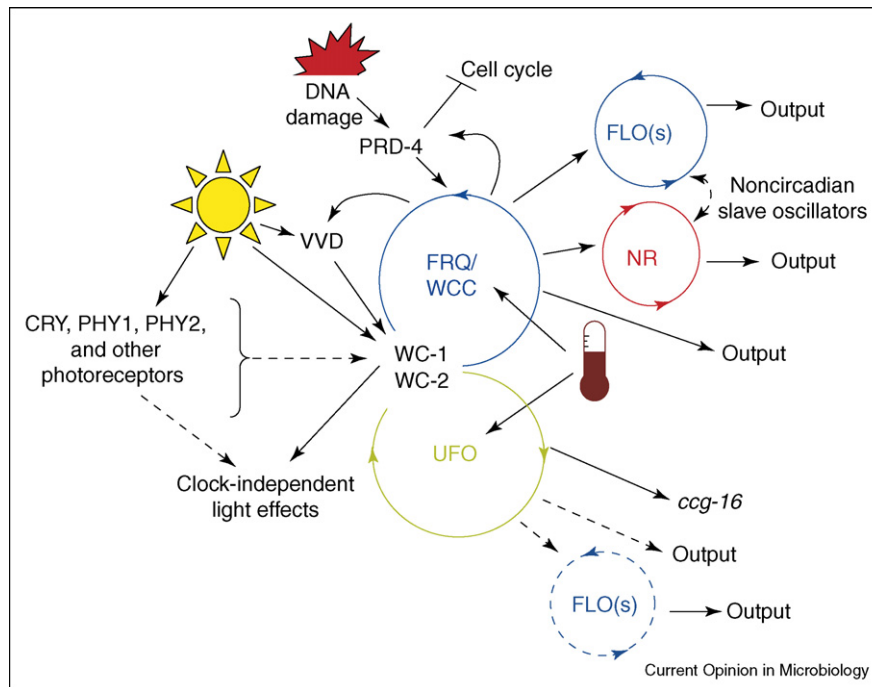 Cell cycle
DNA
damage
PRD-4
FLO(s)
Output
Noncircadian
slave oscillators
VVD
FRQ/
WCC
NR
Output
CRY, PHY1, PHY2,
and other
photoreceptors
WC-1
WC-2
Output
UFO
Clock-independent
light effects
ccg-16
Output
FLO(s)
Output
Current Opinion in Microbiology